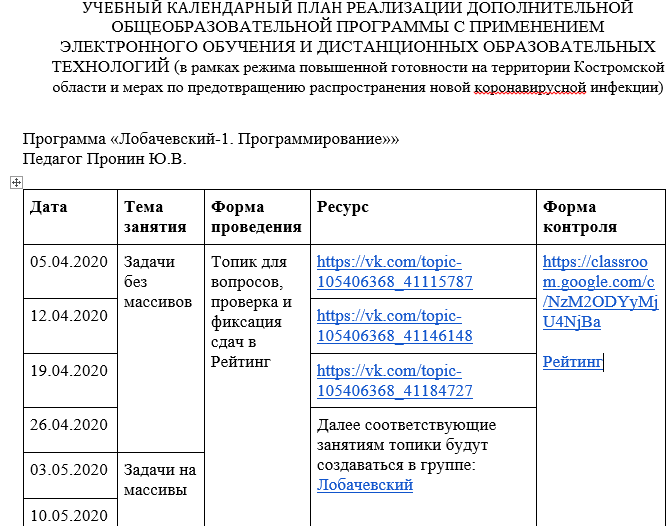 УЧЕБНЫЙ КАЛЕНДАРНЫЙ ПЛАН РЕАЛИЗАЦИИ ДОПОЛНИТЕЛЬНОЙ
ОБЩЕОБРАЗОВАТЕЛЬНОЙ ПРОГРАММЫ С ПРИМЕНЕНИЕМ
ЭЛЕКТРОННОГО ОБУЧЕНИЯ И ДИСТАНЦИОННЫХ ОБРАЗОВАТЕЛЬНЫХ
ТЕХНОЛОГИЙ (в рамках режима повышенной готовности на территории Костромской
области и мерах по предотвращению распространения новой коронавирусной инфекции)
Программа «Лобачевский-1. Программирование»»
Педагог Пронин Ю.В.
Дата
Тема
занятия
Форма
проведения
Ресурс
Форма
контроля
05.04.2020
Задачи
без
массивов
Топик для
вопросов,
проверка и
фиксация
сдач в
Рейтинг
https://vk.com/topic-
105406368_41115787
https://classroo
m.google.com/c
/NzM2ODYyMj
U4NjBa
Рейтинг
12.04.2020
https://vk.com/topic-
105406368_41146148
19.04.2020
https://vk.com/topic-
105406368_41184727
26.04.2020
Далее соответствующие
занятиям топики будут
создаваться в группе:
Лобачевский
03.05.2020
Задачи на
массивы
10.05.2020